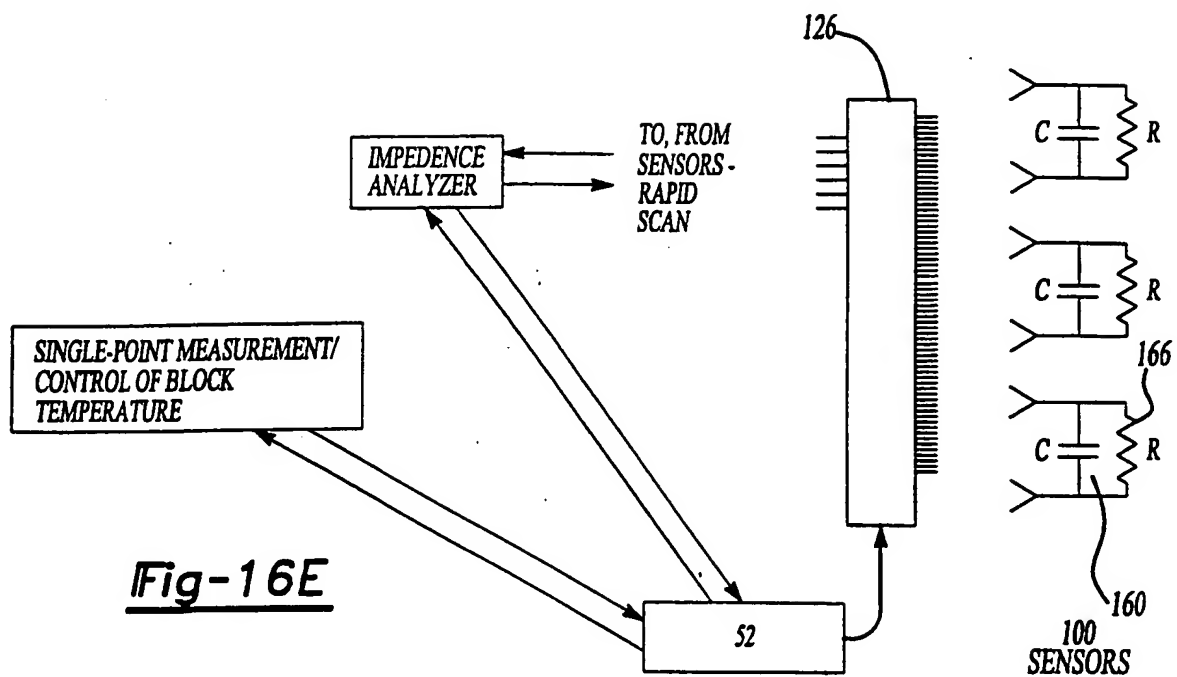 126
IMPEDENCE
ANALYZER
TO, FROM
SENSORS -
RAPID
SCAN
C
R
C
R
SINGLE-POINT MEASUREMENT/
CONTROL OF BLOCK
TEMPERATURE
166
C
R
Fig-16E
52
160
100
SENSORS